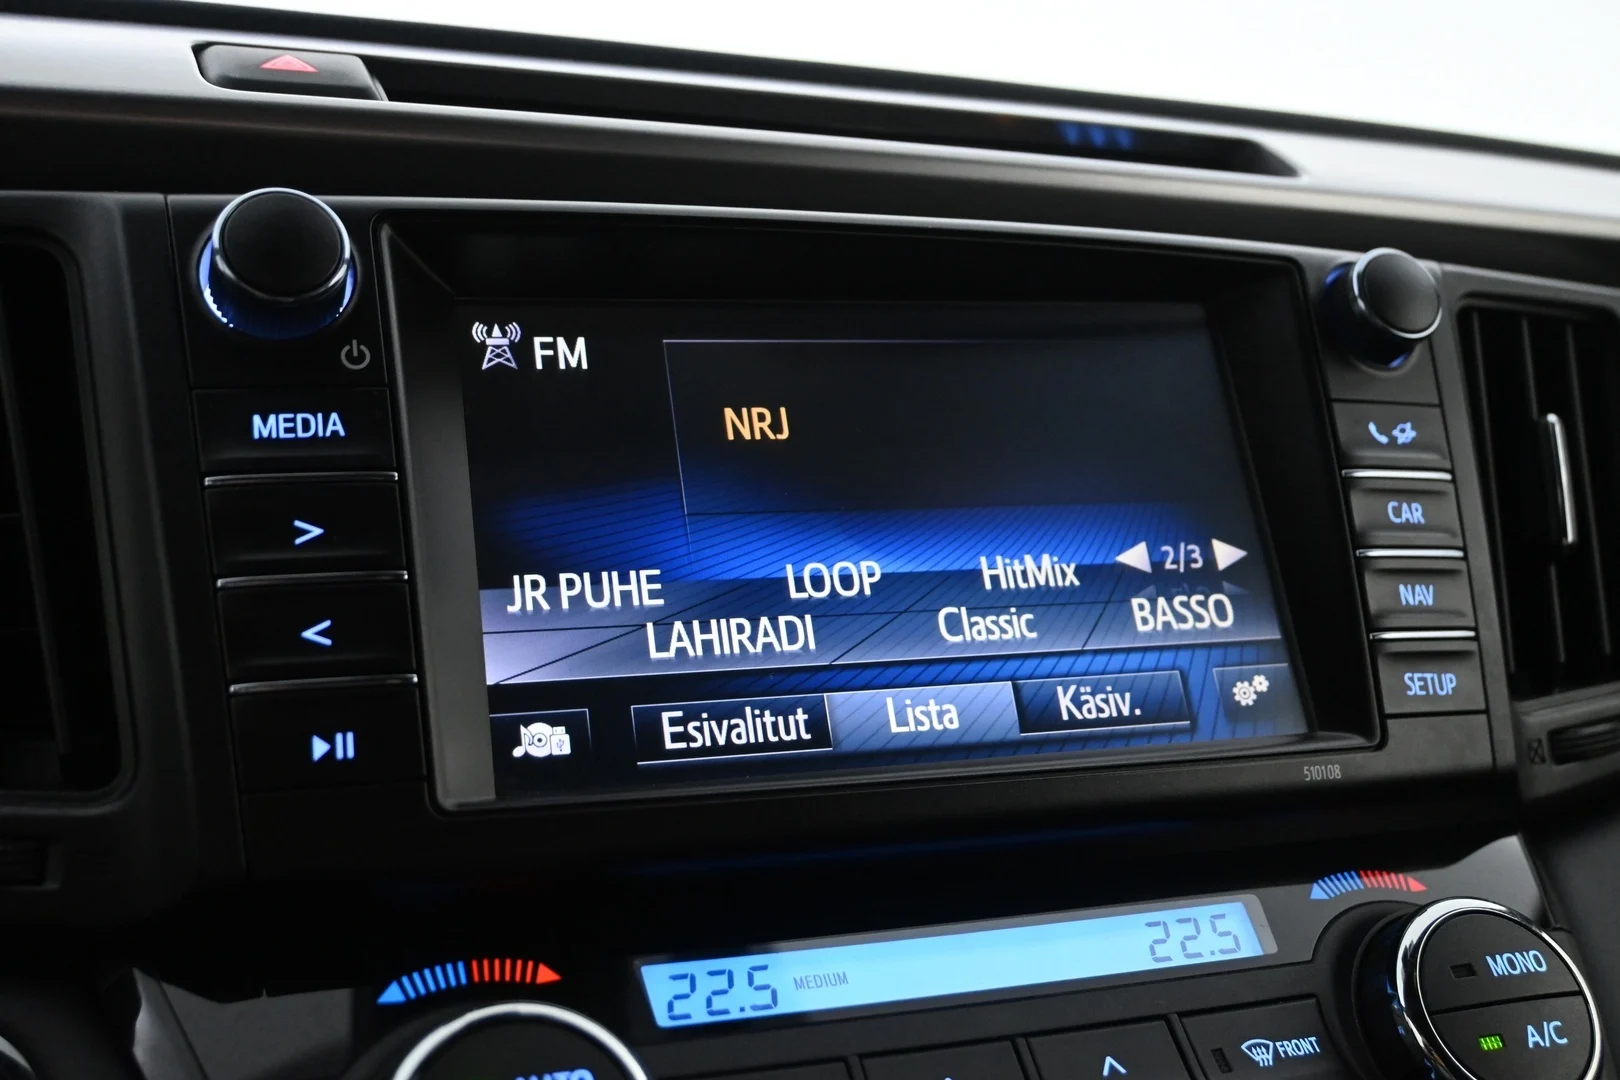 FM
NRJ
MEDIA
>
<
JR PUHE LOOP HitMix 2/3
LAHIRADI Classic BASSO
Esivalitut Lista Käsiv.
CAR
NAV
SETUP
510108
22.5 MEDIUM 22.5
MONO
A/C
FRONT
AUTO